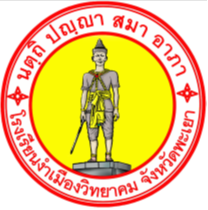 นตฺถิ ปญฺญา สมา อาภา
โรงเรียนงำเมืองวิทยาคม จังหวัดพะเยา